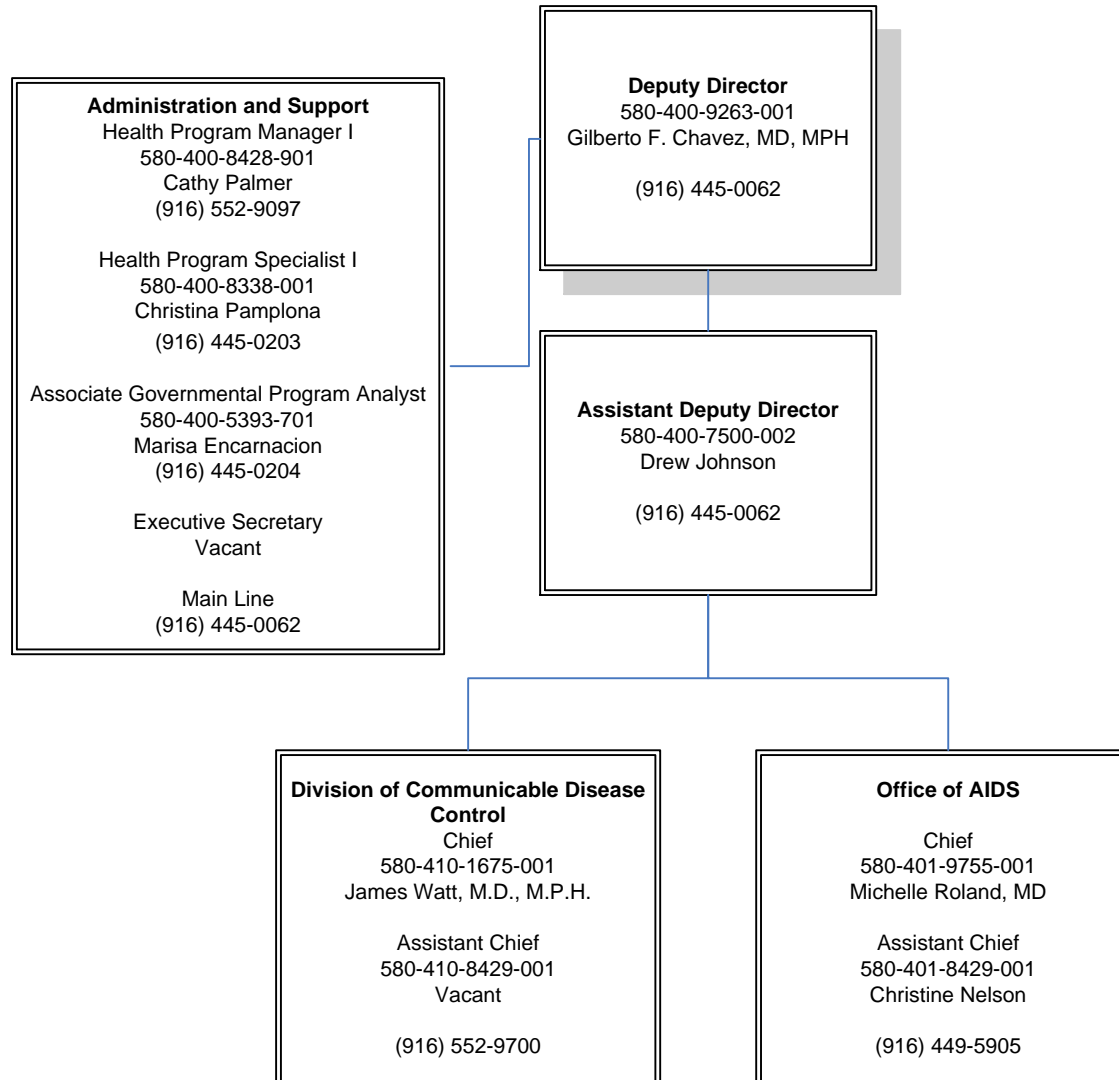 Deputy Director
580-400-9263-001
Gilberto F. Chavez, MD, MPH
(916) 445-0062
Administration and Support
Health Program Manager I
580-400-8428-901
Cathy Palmer
(916) 552-9097
Health Program Specialist I
580-400-8338-001
Christina Pamplona
(916) 445-0203
Associate Governmental Program Analyst
580-400-5393-701
Marisa Encarnacion
(916) 445-0204
Executive Secretary
Vacant
Main Line
(916) 445-0062
Assistant Deputy Director
580-400-7500-002
Drew Johnson
(916) 445-0062
Division of Communicable Disease
Control
Chief
580-410-1675-001
James Watt, M.D., M.P.H.
Assistant Chief
580-410-8429-001
Vacant
(916) 552-9700
Office of AIDS
Chief
580-401-9755-001
Michelle Roland, MD
Assistant Chief
580-401-8429-001
Christine Nelson
(916) 449-5905